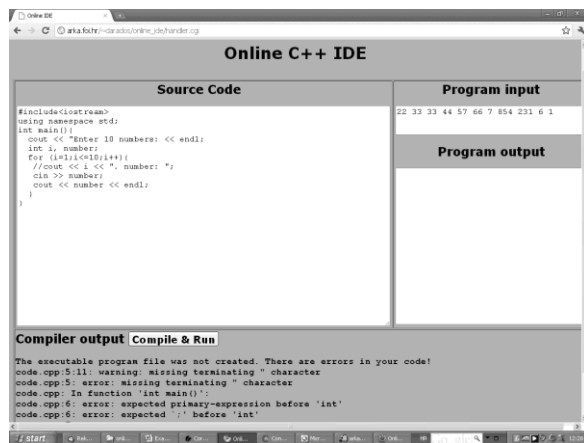 Online IDE
arka.foi.hr/~darados/online_ide/handler.cgi
Online C++ IDE
Source Code
#include<iostream>
using namespace std;
int main(){
cout << "Enter 10 numbers: << endl;
int i, number;
for (i=1;i<=10;i++){
//cout << i << ". number: ";
cin >> number;
cout << number << endl;
}
}
Program input
22 33 33 44 57 66 7 854 231 6 1
Program output
Compiler output Compile & Run
The executable program file was not created. There are errors in your code!
code.cpp:5:11: warning: missing terminating " character
code.cpp:5: error: missing terminating " character
code.cpp: In function 'int main()':
code.cpp:6: error: expected primary-expression before 'int'
code.cpp:6: error: expected `;' before 'int'
start